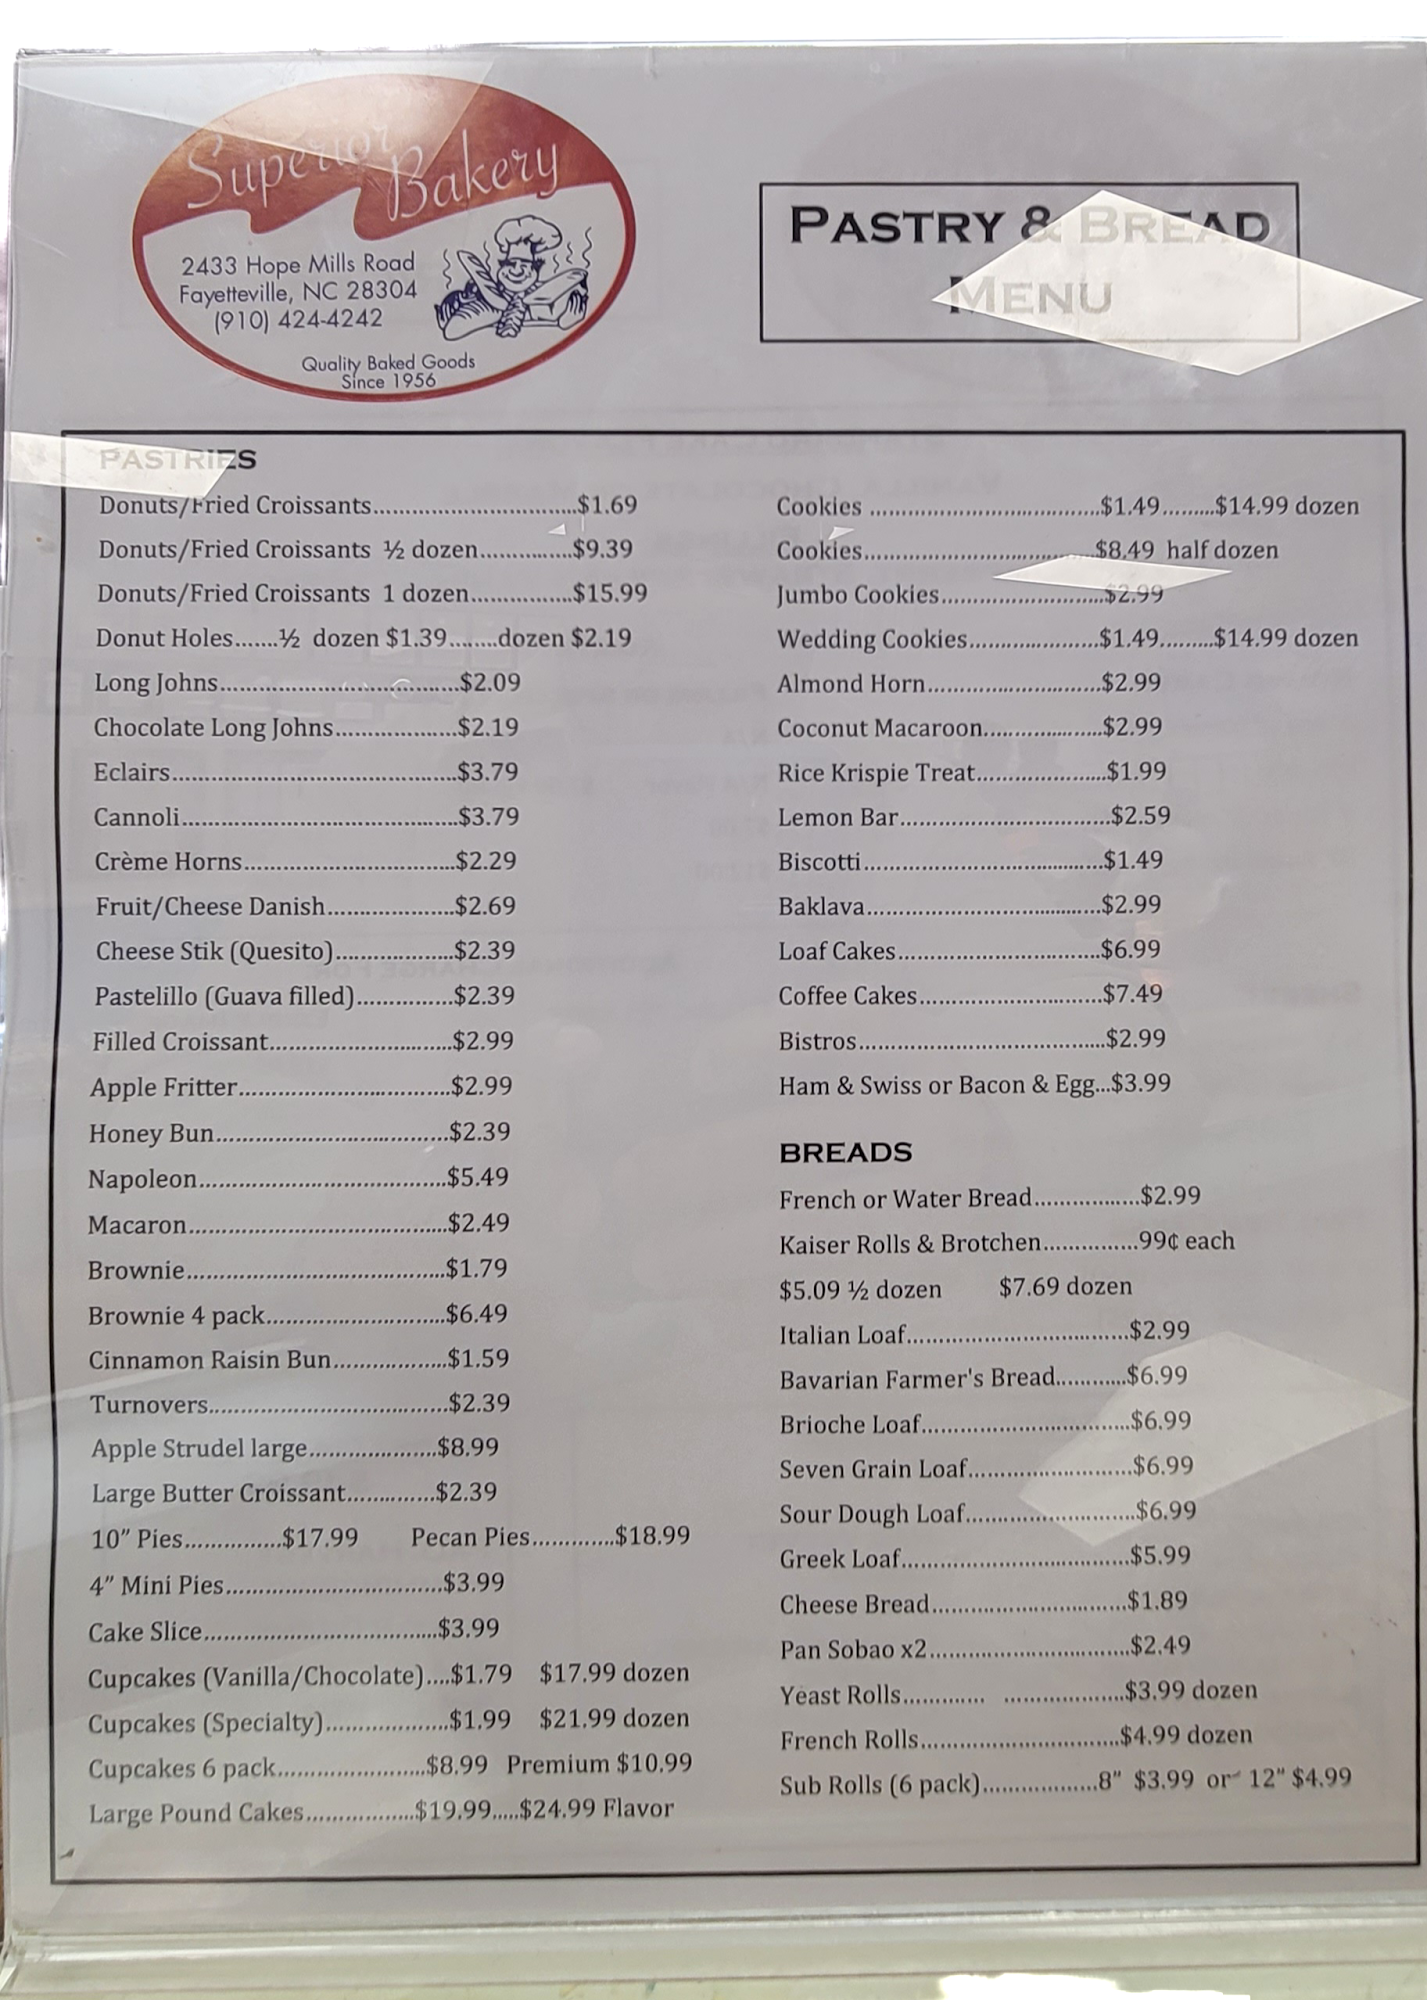 Superior Bakery
2433 Hope Mills Road
Fayetteville, NC 28304
(910) 424-4242
Quality Baked Goods
Since 1956
PASTRY & BREAD
MENU
PASTRIES
Donuts/Fried Croissants.............................$1.69
Donuts/Fried Croissants ½ dozen.............$9.39
Donuts/Fried Croissants 1 dozen................$15.99
Donut Holes.......½ dozen $1.39........dozen $2.19
Long Johns.....................................$2.09
Chocolate Long Johns....................$2.19
Eclairs.............................................$3.79
Cannoli............................................$3.79
Crème Horns.................................$2.29
Fruit/Cheese Danish....................$2.69
Cheese Stik (Quesito)...................$2.39
Pastelillo (Guava filled)...............$2.39
Filled Croissant.............................$2.99
Apple Fritter..................................$2.99
Honey Bun.....................................$2.39
Napoleon.......................................$5.49
Macaron.........................................$2.49
Brownie.........................................$1.79
Brownie 4 pack............................$6.49
Cinnamon Raisin Bun..................$1.59
Turnovers......................................$2.39
Apple Strudel large....................$8.99
Large Butter Croissant..............$2.39
10” Pies...............$17.99 Pecan Pies.............$18.99
4” Mini Pies..................................$3.99
Cake Slice.....................................$3.99
Cupcakes (Vanilla/Chocolate)....$1.79 $17.99 dozen
Cupcakes (Specialty)...................$1.99 $21.99 dozen
Cupcakes 6 pack.......................$8.99 Premium $10.99
Large Pound Cakes.................$19.99.....$24.99 Flavor
Cookies ....................................$1.49.........$14.99 dozen
Cookies.....................................$8.49 half dozen
Jumbo Cookies..........................$2.99
Wedding Cookies....................$1.49.........$14.99 dozen
Almond Horn...........................$2.99
Coconut Macaroon...................$2.99
Rice Krispie Treat.....................$1.99
Lemon Bar.................................$2.59
Biscotti......................................$1.49
Baklava.....................................$2.99
Loaf Cakes................................$6.99
Coffee Cakes.............................$7.49
Bistros.......................................$2.99
Ham & Swiss or Bacon & Egg...$3.99
BREADS
French or Water Bread.................$2.99
Kaiser Rolls & Brotchen...............99¢ each
$5.09 ½ dozen $7.69 dozen
Italian Loaf...................................$2.99
Bavarian Farmer's Bread...........$6.99
Brioche Loaf.................................$6.99
Seven Grain Loaf..........................$6.99
Sour Dough Loaf...........................$6.99
Greek Loaf....................................$5.99
Cheese Bread...............................$1.89
Pan Sobao x2................................$2.49
Yeast Rolls............. ...................$3.99 dozen
French Rolls................................$4.99 dozen
Sub Rolls (6 pack)..................8” $3.99 or 12” $4.99